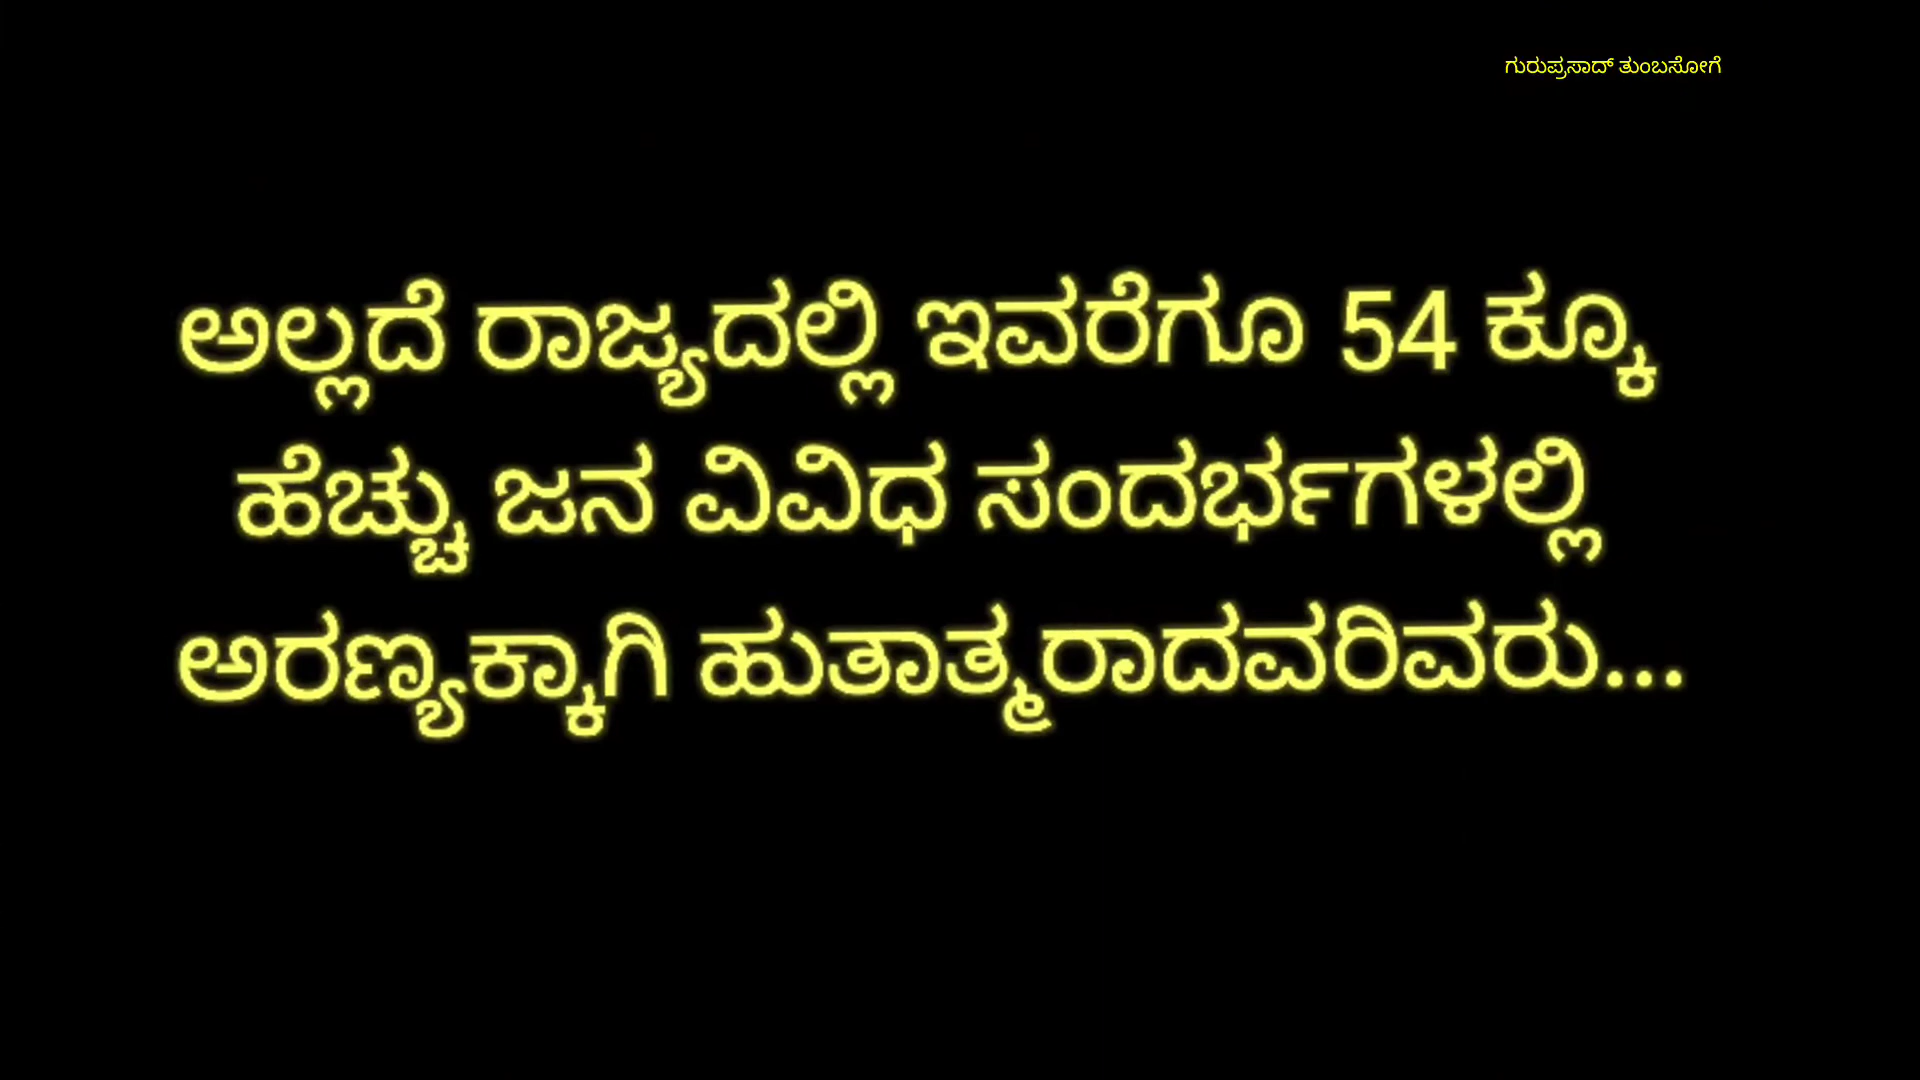 ಗುರುಪ್ರಸಾದ್ ತುಂಬಸೋಗೆ
ಅಲ್ಲದೆ ರಾಜ್ಯದಲ್ಲಿ ಇವರೆಗೂ 54 ಕ್ಕೂ
ಹೆಚ್ಚು ಜನ ವಿವಿಧ ಸಂದರ್ಭಗಳಲ್ಲಿ
ಅರಣ್ಯಕ್ಕಾಗಿ ಹುತಾತ್ಮರಾದವರಿವರು...